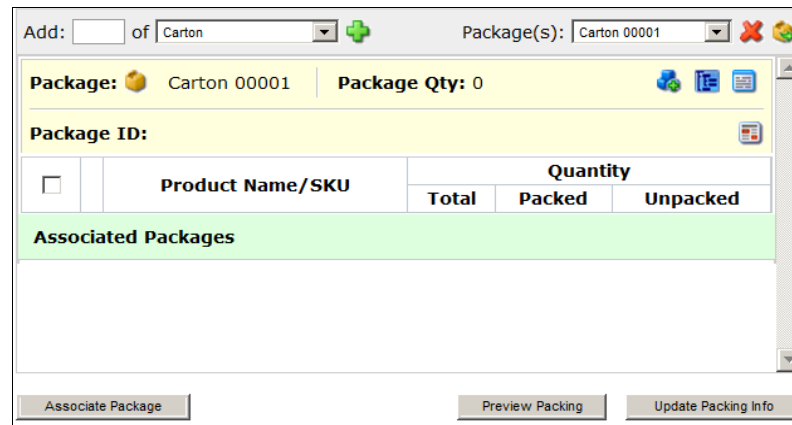 Add: of Carton Package(s): Carton 00001
Package: Carton 00001 Package Qty: 0
Package ID:
Product Name/SKU Quantity
Total Packed Unpacked
Associated Packages
Associate Package Preview Packing Update Packing Info